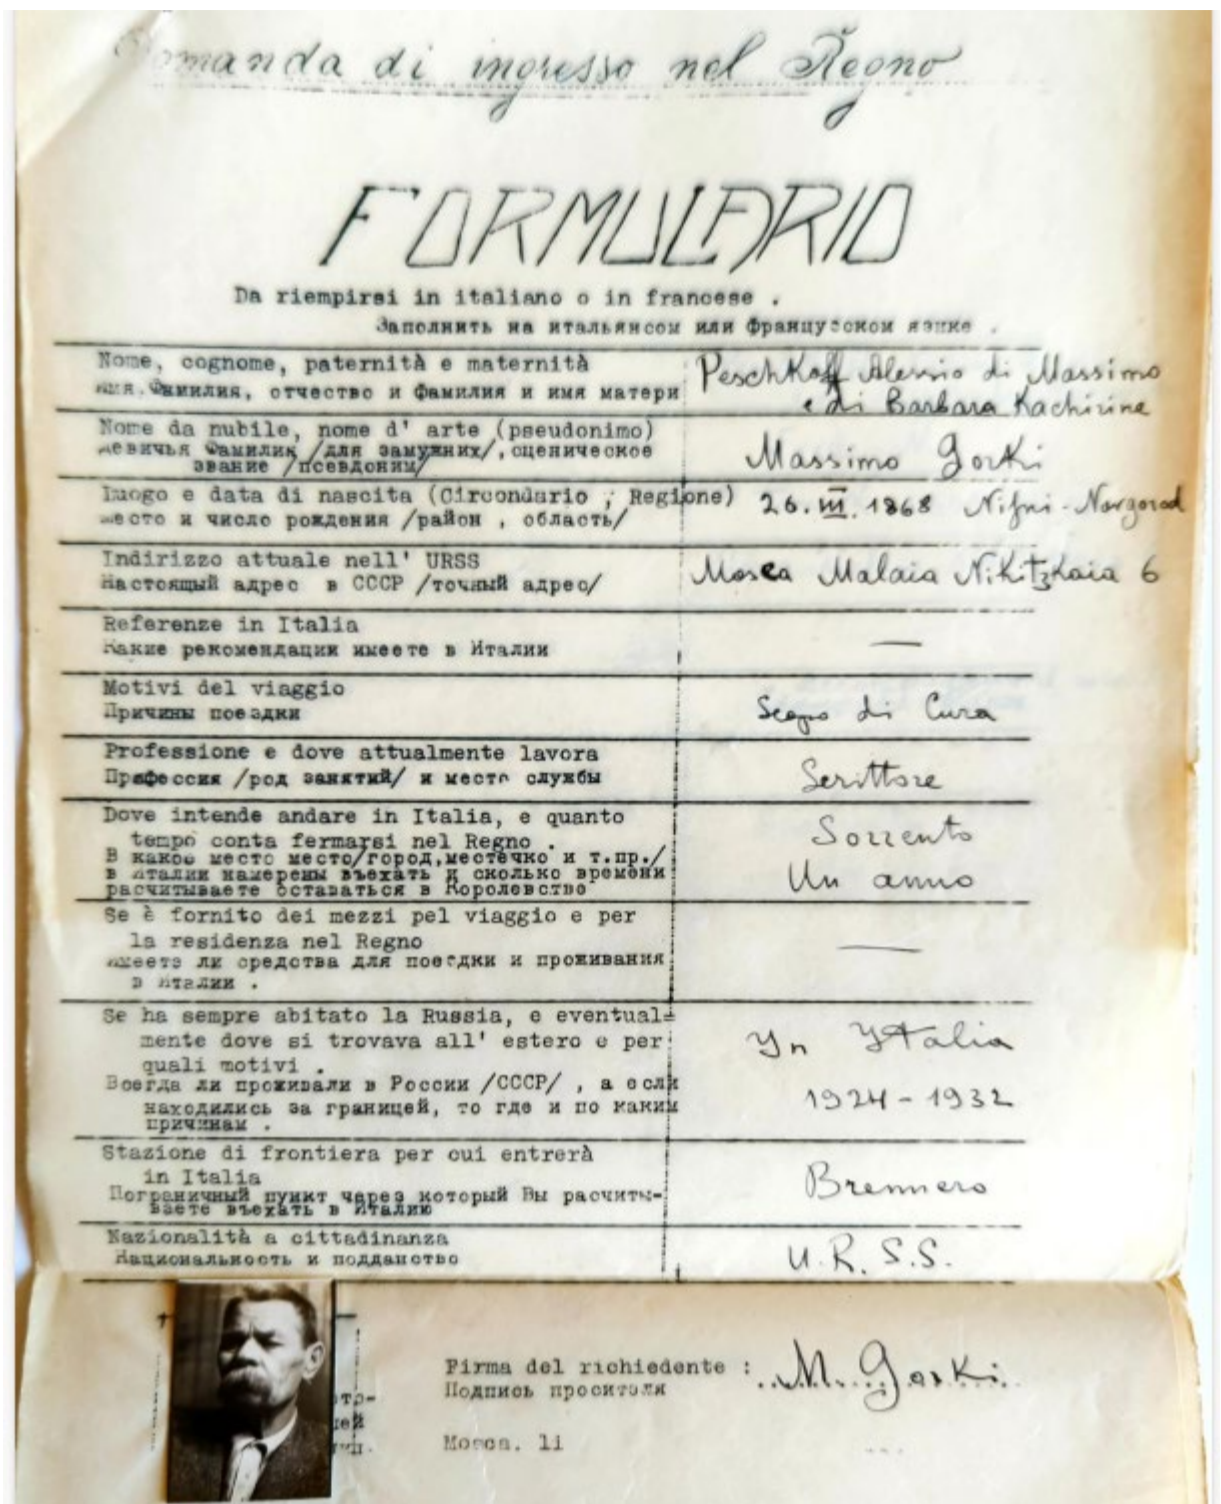 Domanda di ingresso nel Regno
FORMULARIO
Da riempirsi in italiano o in francese .
Заполнить на итальянсом или французском языке .
Nome, cognome, paternità e maternità
имя.Фамилия, отчество и Фамилия и имя матери
Peschkoff Alessio di Massimo
e di Barbara Kachirine
Nome da nubile, nome d' arte (pseudonimo)
девичья Фамилия /для замужних/,сценическое
звание /псевдоним/
Massimo Gorki
Luogo e data di nascita (Circondario ; Regione)
место и число рождения /район , область/
26.III.1868 Nijni-Novgorod
Indirizzo attuale nell' URSS
Настоящий адрес в СССР /точный адрес/
Mosca Malaia Nikitzkaia 6
Referenze in Italia
Какие рекомендации имеете в Италии
—
Motivi del viaggio
Причины поездки
di Cura
Professione e dove attualmente lavora
Прафессия /род занятий/ и место службы
Scrittore
Dove intende andare in Italia, e quanto
tempo conta fermarsi nel Regno .
В какое место место/город,местечко и т.пр./
в Италии намерены въехать и сколько времени
расчитываете оставаться в Королевстве
Sorrento
Un anno
Se è fornito dei mezzi pel viaggio e per
la residenza nel Regno
имеете ли средства для поездки и проживания
в Италии .
—
Se ha sempre abitato la Russia, e eventual=
mente dove si trovava all' estero e per
quali motivi .
Всегда ли проживали в России /СССР/ , а если
находились за границей, то где и по каким
причинам .
Yn Ytalia
1924-1932
Stazione di frontiera per cui entrerà
in Italia
Пограничный пункт через который Вы расчиты-
ваете въехать в Италию
Brennero
Nazionalità a cittadinanza
Национальность и подданство
U.R.S.S.
Firma del richiedente :
Подпись просителя
M. Gorki
Mosca. li